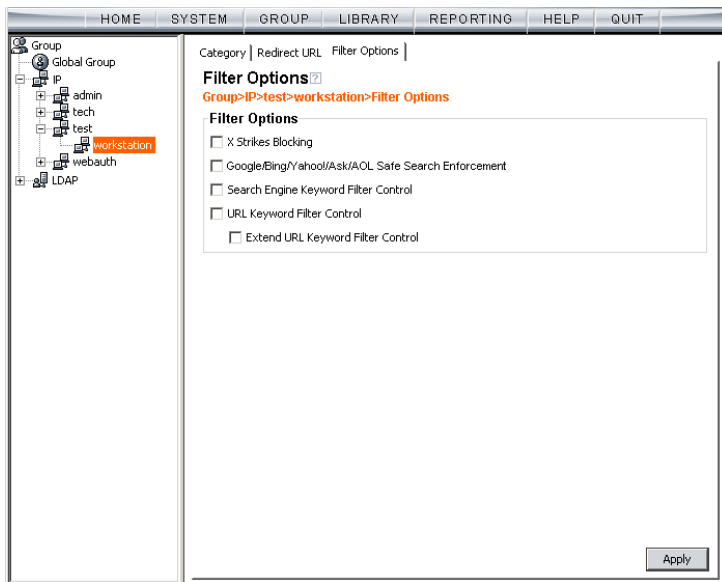 HOME SYSTEM GROUP LIBRARY REPORTING HELP QUIT
Group
Global Group
IP
admin
tech
test
workstation
webauth
LDAP
Category Redirect URL Filter Options
Filter Options?
Group>IP>test>workstation>Filter Options
Filter Options
X Strikes Blocking
Google/Bing/Yahoo!/Ask/AOL Safe Search Enforcement
Search Engine Keyword Filter Control
URL Keyword Filter Control
Extend URL Keyword Filter Control
Apply